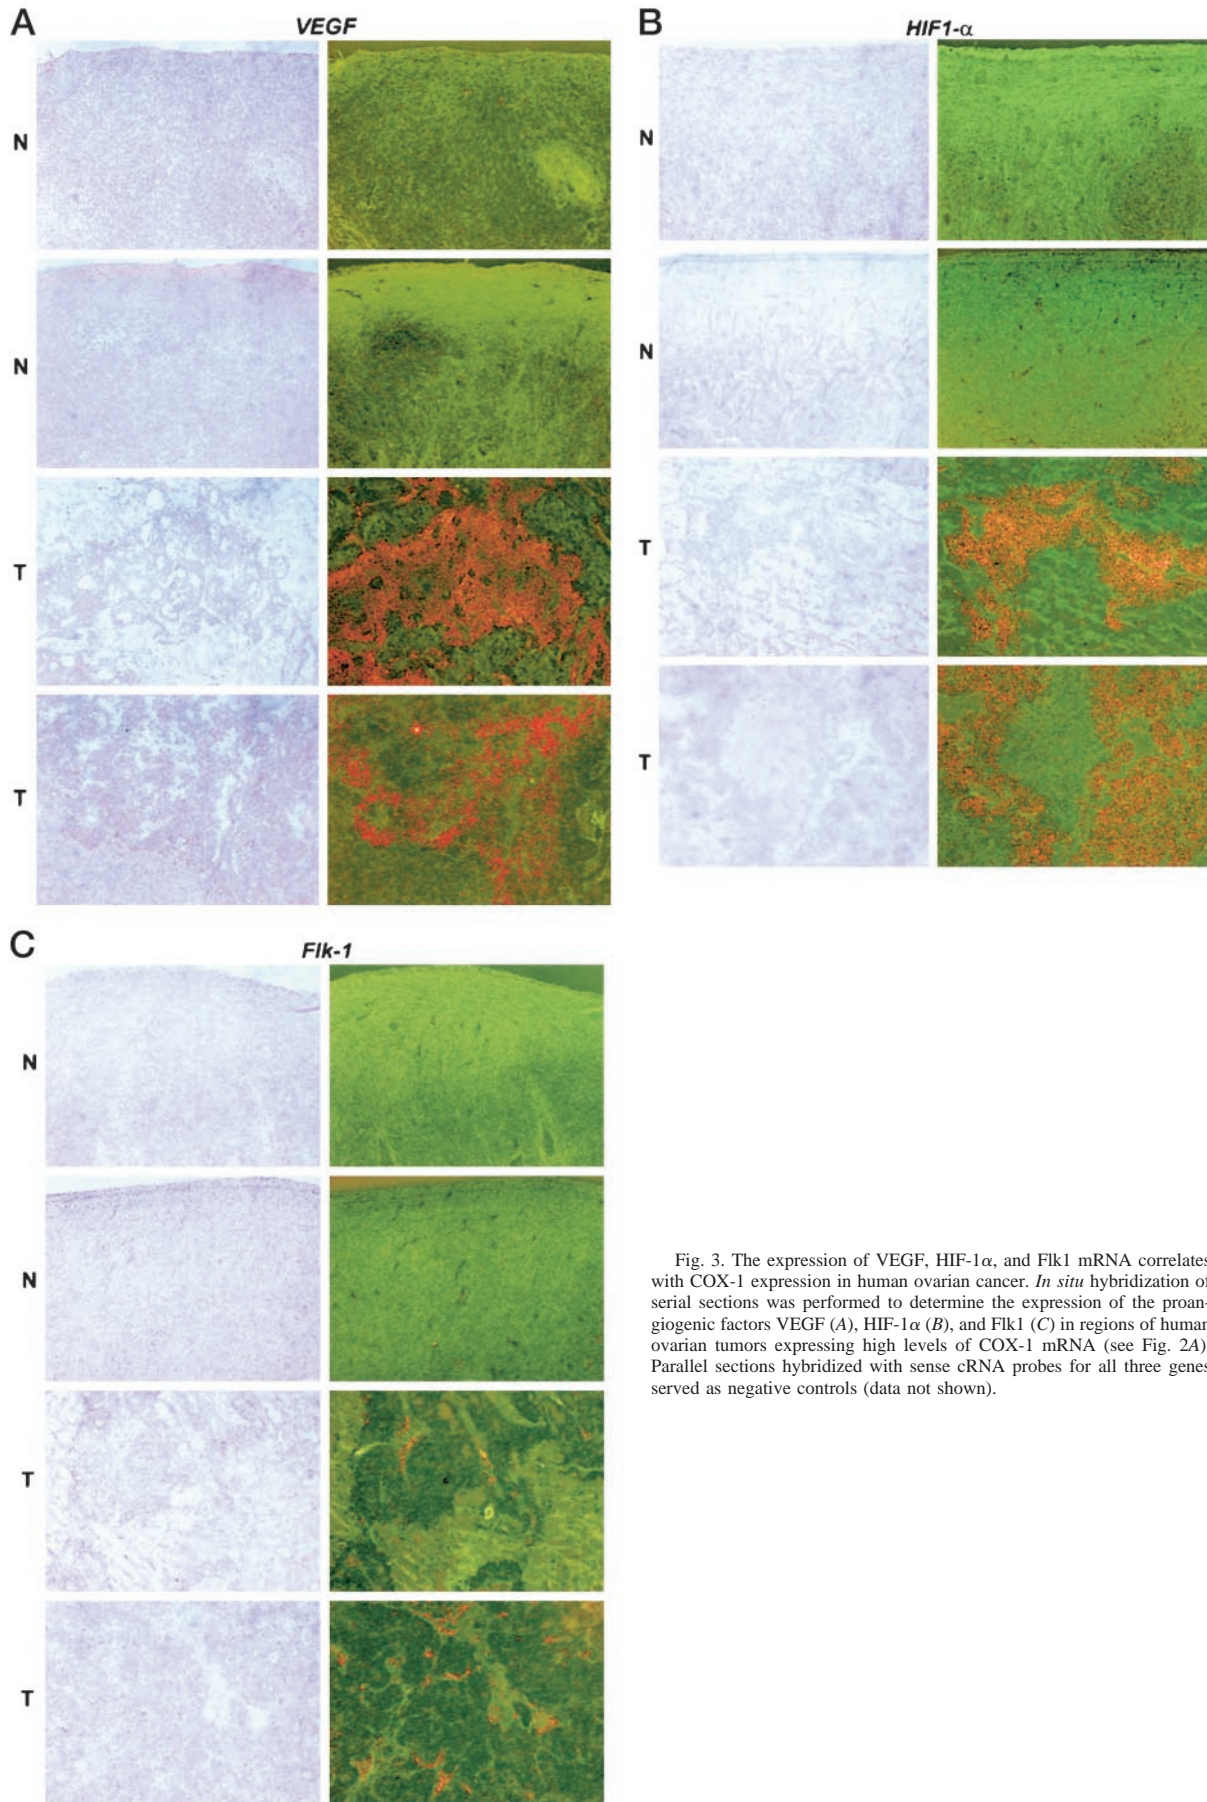 A
VEGF
N
N
T
T
B
HIF1-α
N
N
T
T
C
Flk-1
N
N
T
T
Fig. 3. The expression of VEGF, HIF-1α, and Flk1 mRNA correlates
with COX-1 expression in human ovarian cancer. In situ hybridization of
serial sections was performed to determine the expression of the proan-
giogenic factors VEGF (A), HIF-1α (B), and Flk1 (C) in regions of human
ovarian tumors expressing high levels of COX-1 mRNA (see Fig. 2A)
Parallel sections hybridized with sense cRNA probes for all three genes
served as negative controls (data not shown).